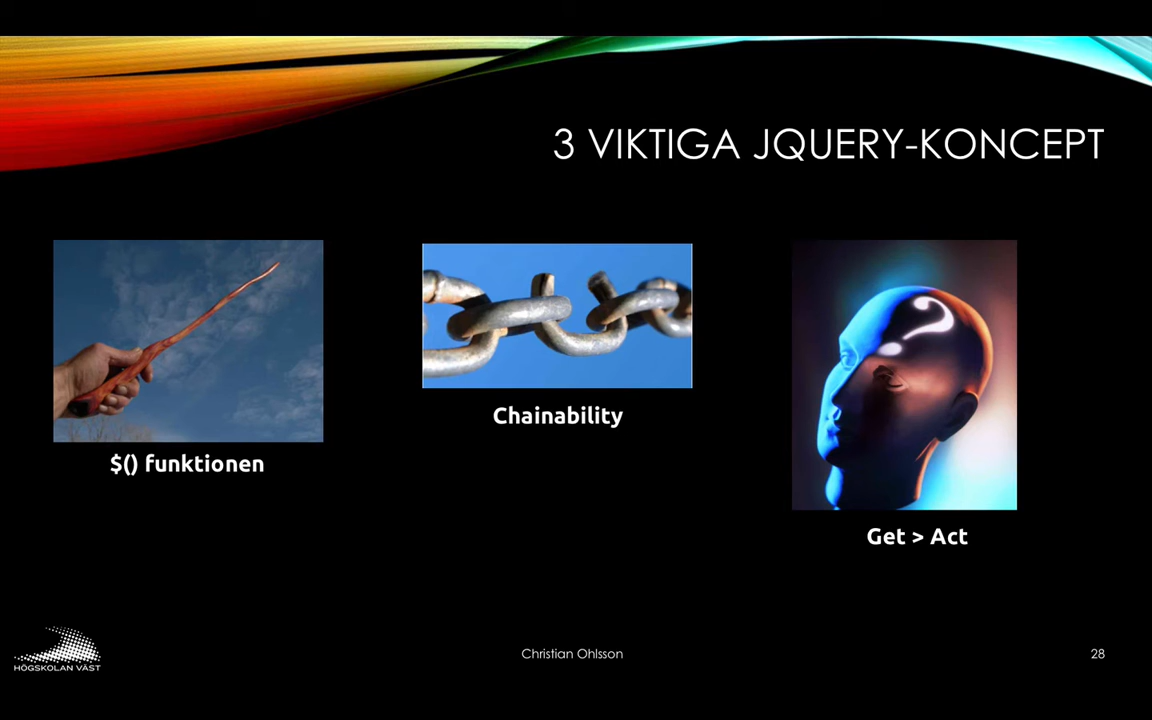 3 VIKTIGA JQUERY-KONCEPT
$() funktionen
Chainability
Get > Act
HÖGSKOLAN VÄST
Christian Ohlsson
28